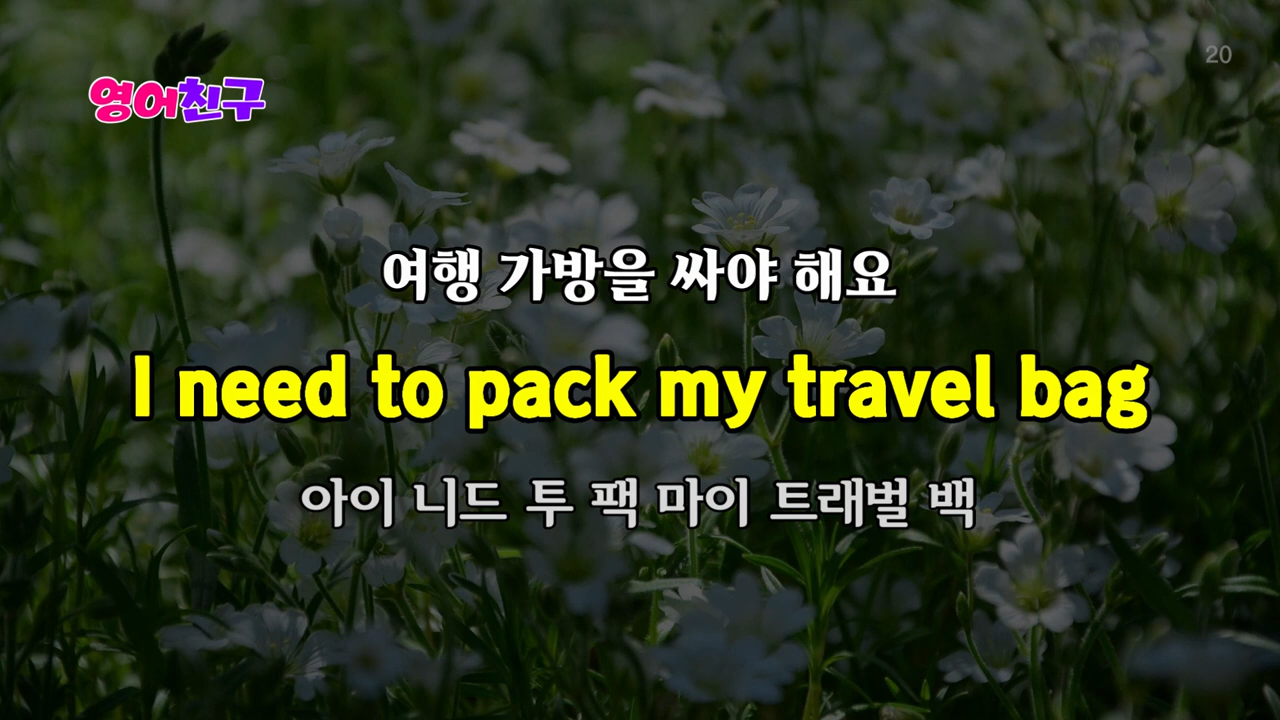 20
영어친구
여행 가방을 싸야 해요
I need to pack my travel bag
아이 니드 투 팩 마이 트래벌 백